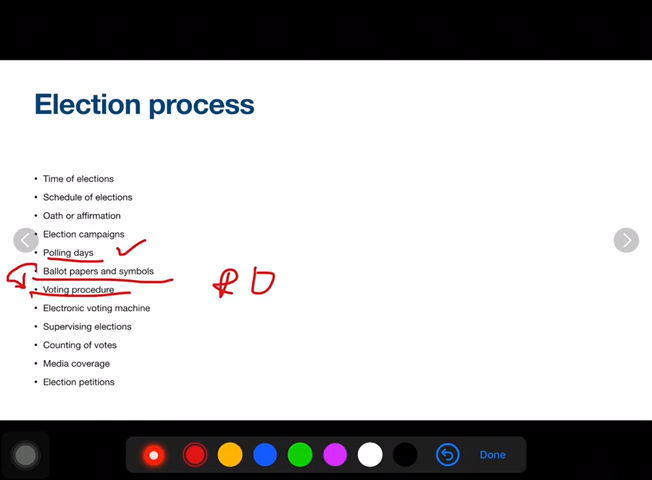 Election process
• Time of elections
• Schedule of elections
• Oath or affirmation
• Election campaigns
• Polling days
• Ballot papers and symbols
• Voting procedure
RO
• Electronic voting machine
• Supervising elections
• Counting of votes
• Media coverage
• Election petitions
Done